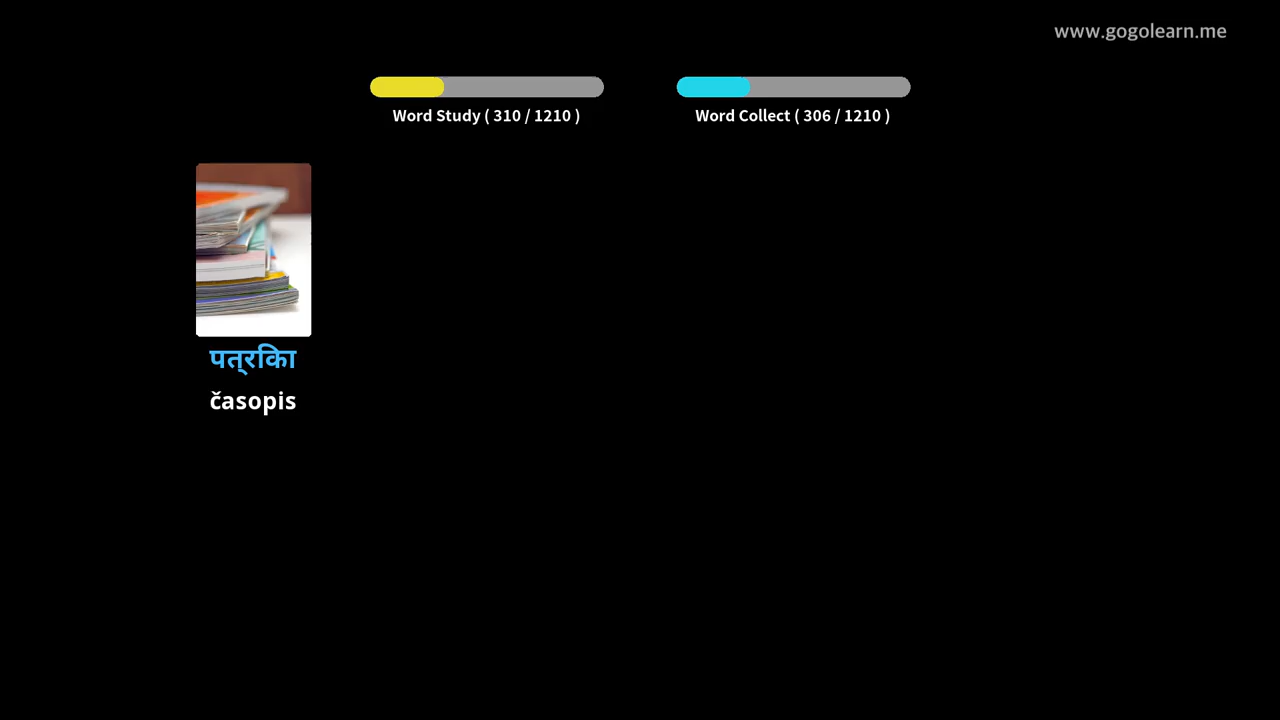 www.gogolearn.me
Word Study ( 310 / 1210 )
Word Collect ( 306 / 1210 )
पत्रिका
časopis